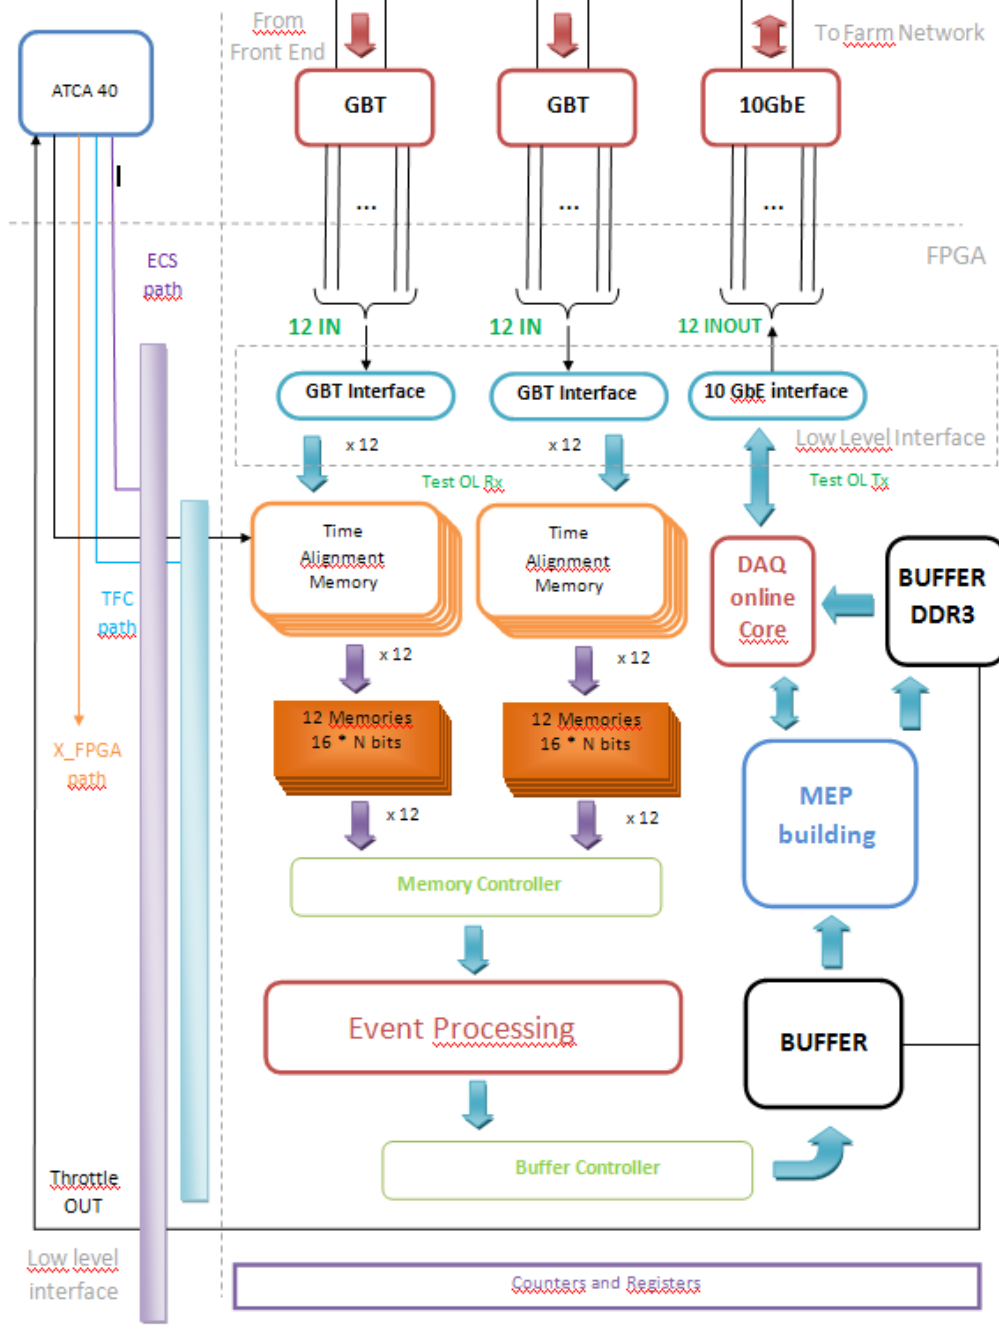 From
Front End
To Farm Network
ATCA 40
GBT
GBT
10GbE
...
...
...
FPGA
ECS
path
12 IN
12 IN
12 INOUT
GBT Interface
GBT Interface
10 GbE interface
x 12
x 12
Low Level Interface
Test OL Rx
Test OL Tx
Time
Alignment
Memory
Time
Alignment
Memory
DAQ
online
Core
BUFFER
DDR3
TFC
path
x 12
x 12
12 Memories
16 * N bits
12 Memories
16 * N bits
X_FPGA
path
x 12
x 12
MEP
building
Memory Controller
Event Processing
BUFFER
Buffer Controller
Throttle
OUT
Low level
interface
Counters and Registers